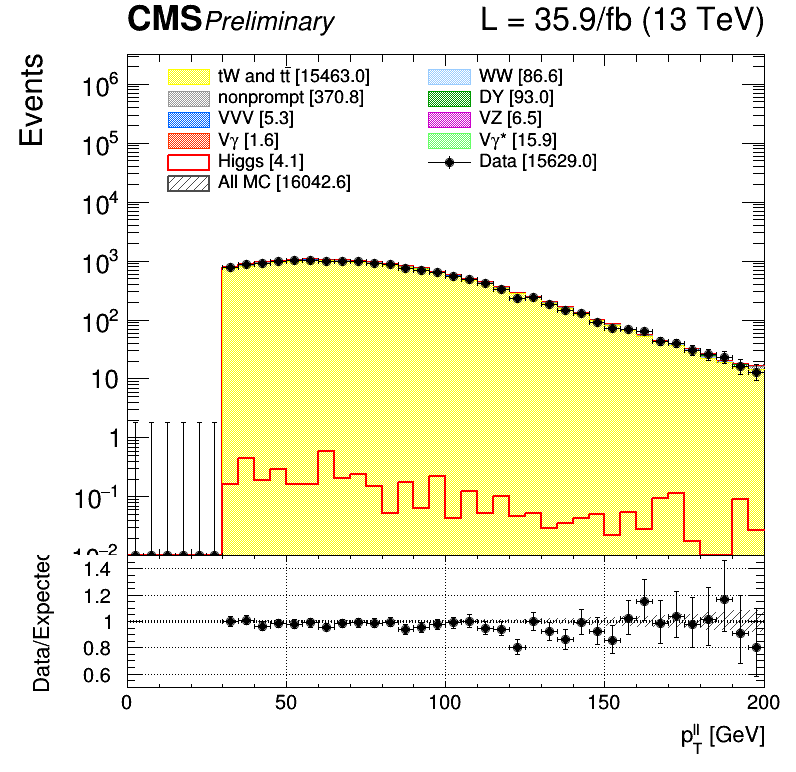 CMS Preliminary L = 35.9/fb (13 TeV)
Events
tW and tt̄ [15463.0] WW [86.6]
nonprompt [370.8] DY [93.0]
VVV [5.3] VZ [6.5]
Vγ [1.6] Vγ* [15.9]
Higgs [4.1] Data [15629.0]
All MC [16042.6]
10⁶
10⁵
10⁴
10³
10²
10
1
10⁻¹
10⁻²
Data/Expected
1.4
1.2
1
0.8
0.6
0 50 100 150 200
p_T^ll [GeV]